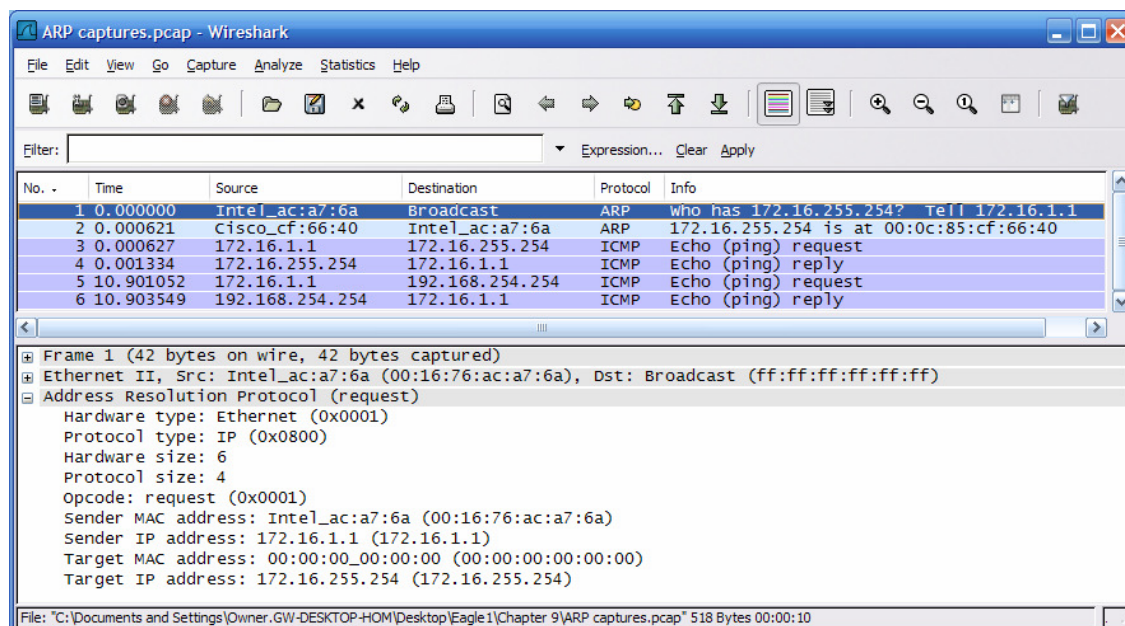 ARP captures.pcap - Wireshark
File Edit View Go Capture Analyze Statistics Help
Filter: Expression... Clear Apply
No. - Time Source Destination Protocol Info
1 0.000000 Intel_ac:a7:6a Broadcast ARP Who has 172.16.255.254? Tell 172.16.1.1
2 0.000621 Cisco_cf:66:40 Intel_ac:a7:6a ARP 172.16.255.254 is at 00:0c:85:cf:66:40
3 0.000627 172.16.1.1 172.16.255.254 ICMP Echo (ping) request
4 0.001334 172.16.255.254 172.16.1.1 ICMP Echo (ping) reply
5 10.901052 172.16.1.1 192.168.254.254 ICMP Echo (ping) request
6 10.903549 192.168.254.254 172.16.1.1 ICMP Echo (ping) reply
Frame 1 (42 bytes on wire, 42 bytes captured)
Ethernet II, Src: Intel_ac:a7:6a (00:16:76:ac:a7:6a), Dst: Broadcast (ff:ff:ff:ff:ff:ff)
Address Resolution Protocol (request)
Hardware type: Ethernet (0x0001)
Protocol type: IP (0x0800)
Hardware size: 6
Protocol size: 4
Opcode: request (0x0001)
Sender MAC address: Intel_ac:a7:6a (00:16:76:ac:a7:6a)
Sender IP address: 172.16.1.1 (172.16.1.1)
Target MAC address: 00:00:00_00:00:00 (00:00:00:00:00:00)
Target IP address: 172.16.255.254 (172.16.255.254)
File: "C:\Documents and Settings\Owner.GW-DESKTOP-HOM\Desktop\Eagle1\Chapter 9\ARP captures.pcap" 518 Bytes 00:00:10